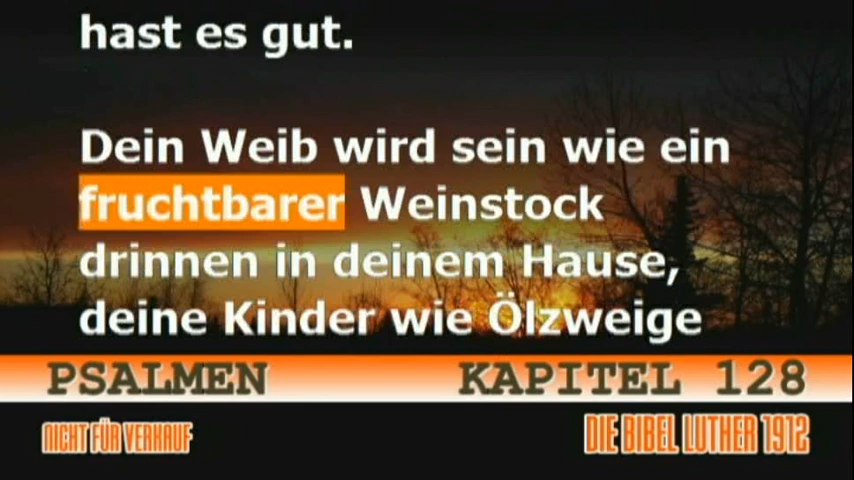 hast es gut.
Dein Weib wird sein wie ein
fruchtbarer Weinstock
drinnen in deinem Hause,
deine Kinder wie Ölzweige
PSALMEN KAPITEL 128
NICHT FÜR VERKAUF DIE BIBEL LUTHER 1912